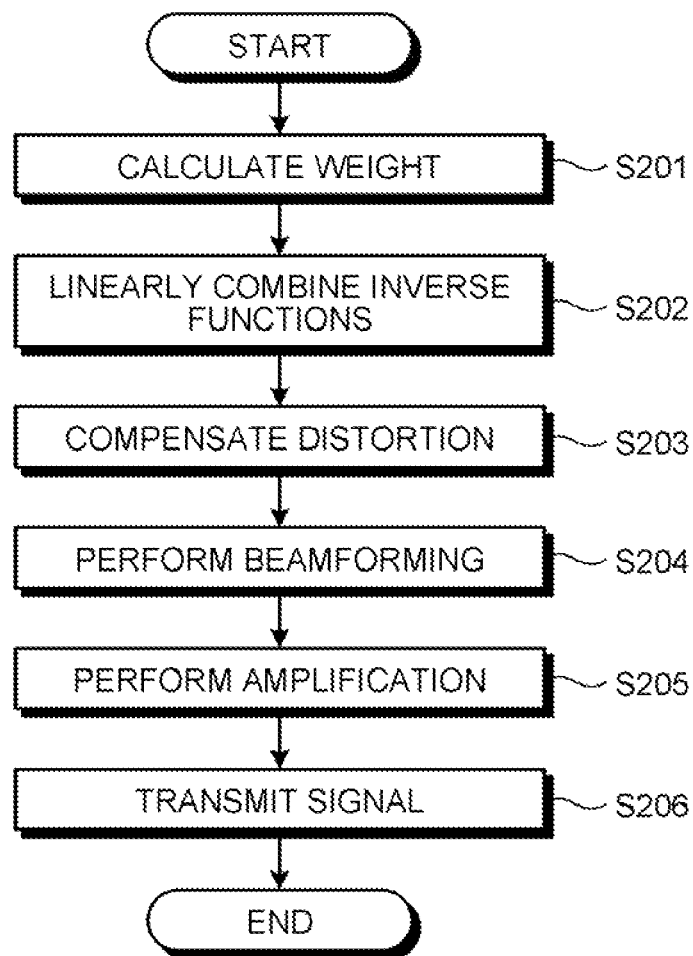 START
CALCULATE WEIGHT
S201
LINEARLY COMBINE INVERSE
FUNCTIONS
S202
COMPENSATE DISTORTION
S203
PERFORM BEAMFORMING
S204
PERFORM AMPLIFICATION
S205
TRANSMIT SIGNAL
S206
END